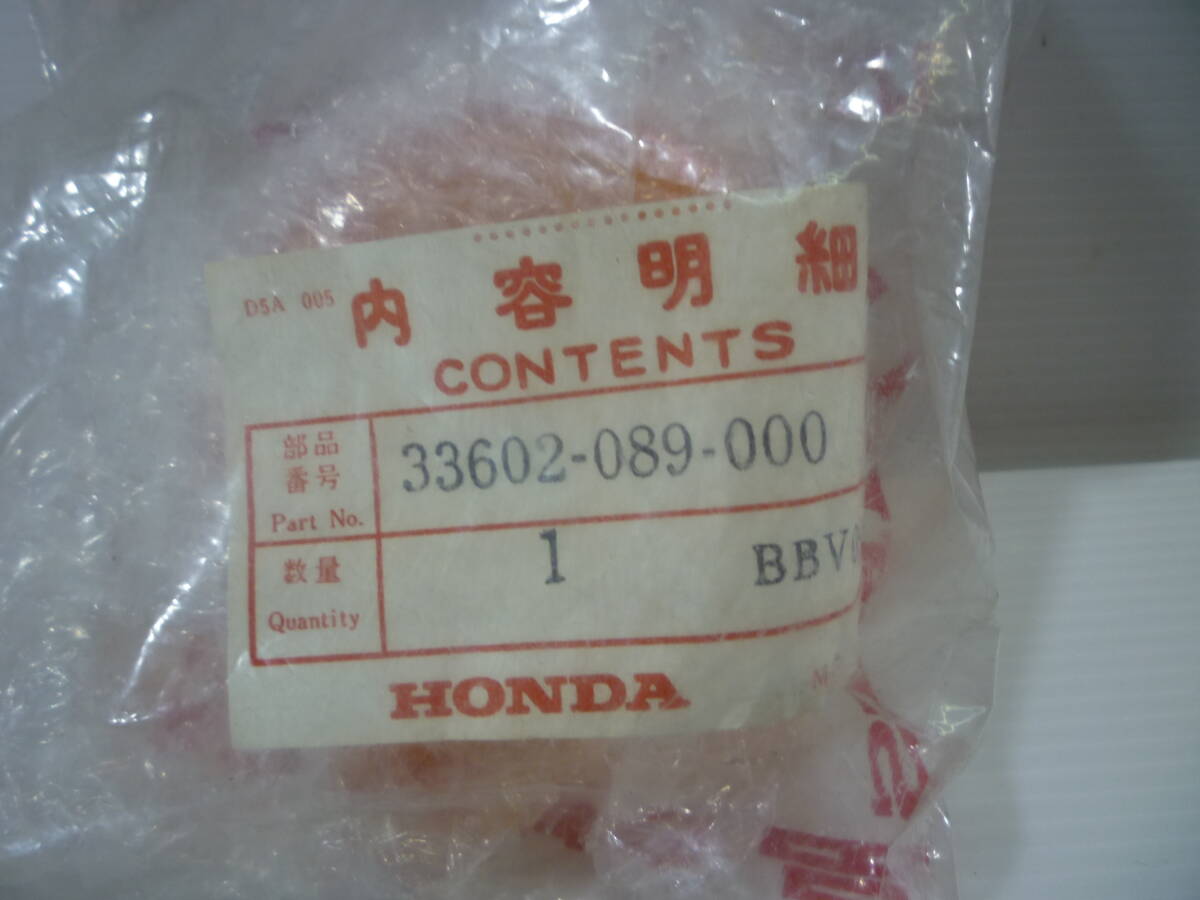 D5A 005
内容明細
CONTENTS
部品
番号
Part No.
33602-089-000
数量
Quantity
1 BBV
HONDA